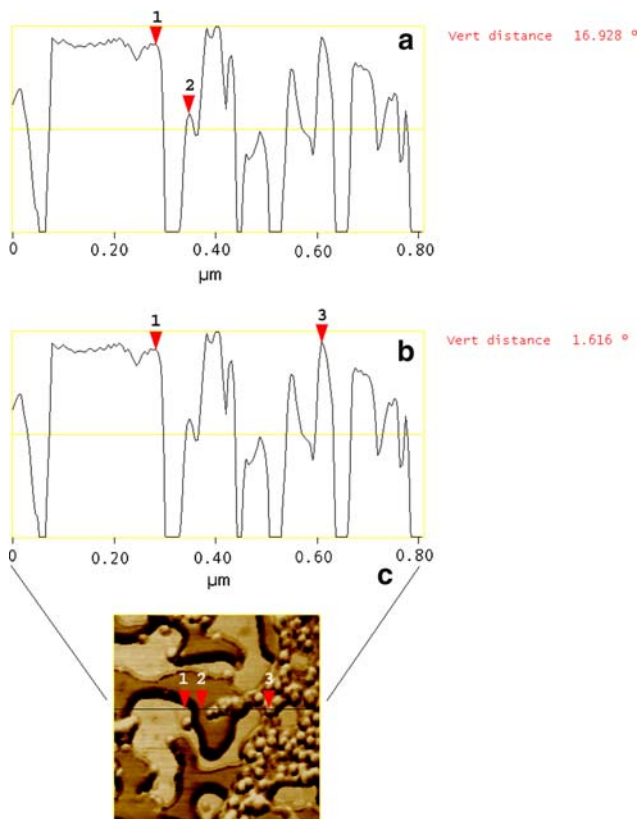 1
a
Vert distance 16.928 °
2
0 0.20 0.40 0.60 0.80
µm
1 3
b
Vert distance 1.616 °
0 0.20 0.40 0.60 0.80
µm
c
1 2 3